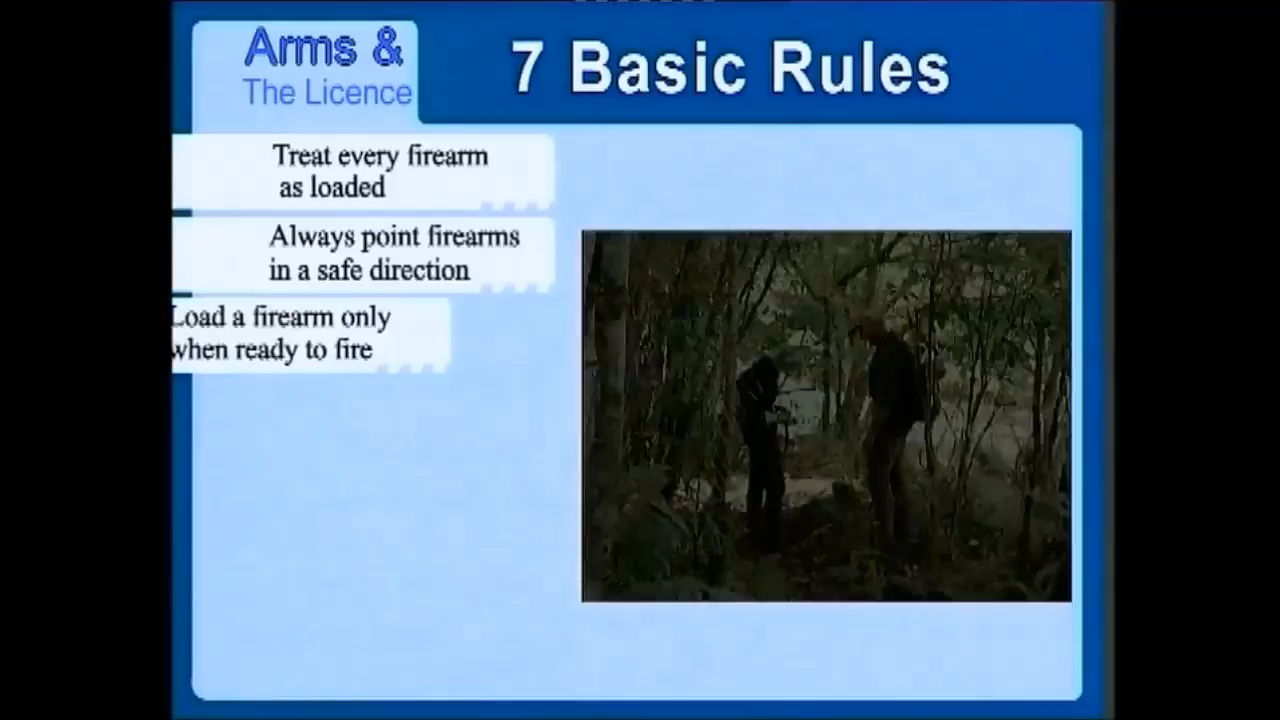 Arms &
The Licence
7 Basic Rules
Treat every firearm
as loaded
Always point firearms
in a safe direction
Load a firearm only
when ready to fire